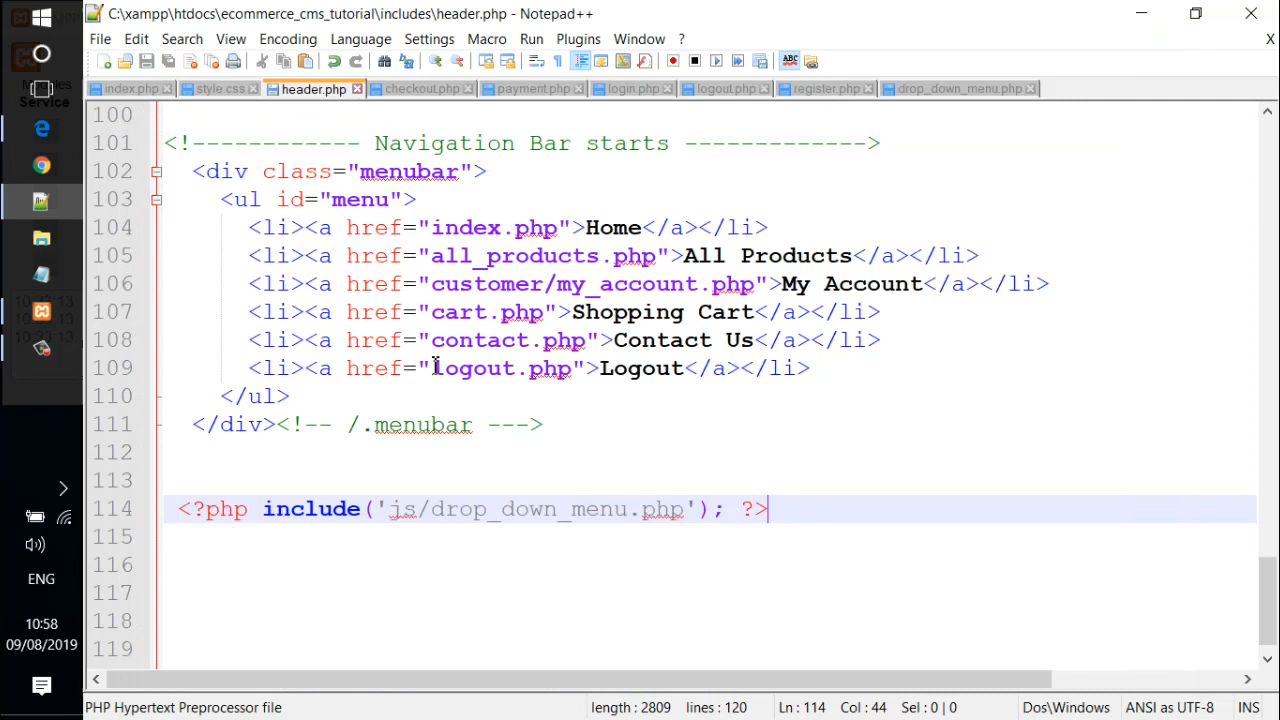 C:\xampp\htdocs\ecommerce_cms_tutorial\includes\header.php - Notepad++
File Edit Search View Encoding Language Settings Macro Run Plugins Window ? X
index.php style.css header.php checkout.php payment.php login.php logout.php register.php drop_down_menu.php
100
101 <!------------ Navigation Bar starts ------------->
102 <div class="menubar">
103 <ul id="menu">
104 <li><a href="index.php">Home</a></li>
105 <li><a href="all_products.php">All Products</a></li>
106 <li><a href="customer/my_account.php">My Account</a></li>
107 <li><a href="cart.php">Shopping Cart</a></li>
108 <li><a href="contact.php">Contact Us</a></li>
109 <li><a href="logout.php">Logout</a></li>
110 </ul>
111 </div><!-- /.menubar --->
112
113
114 <?php include('js/drop_down_menu.php'); ?>
115
116
117
118
119
PHP Hypertext Preprocessor file length : 2809 lines : 120 Ln : 114 Col : 44 Sel : 0 | 0 Dos\Windows ANSI as UTF-8 INS
Modules
Service
ENG
10:58
09/08/2019